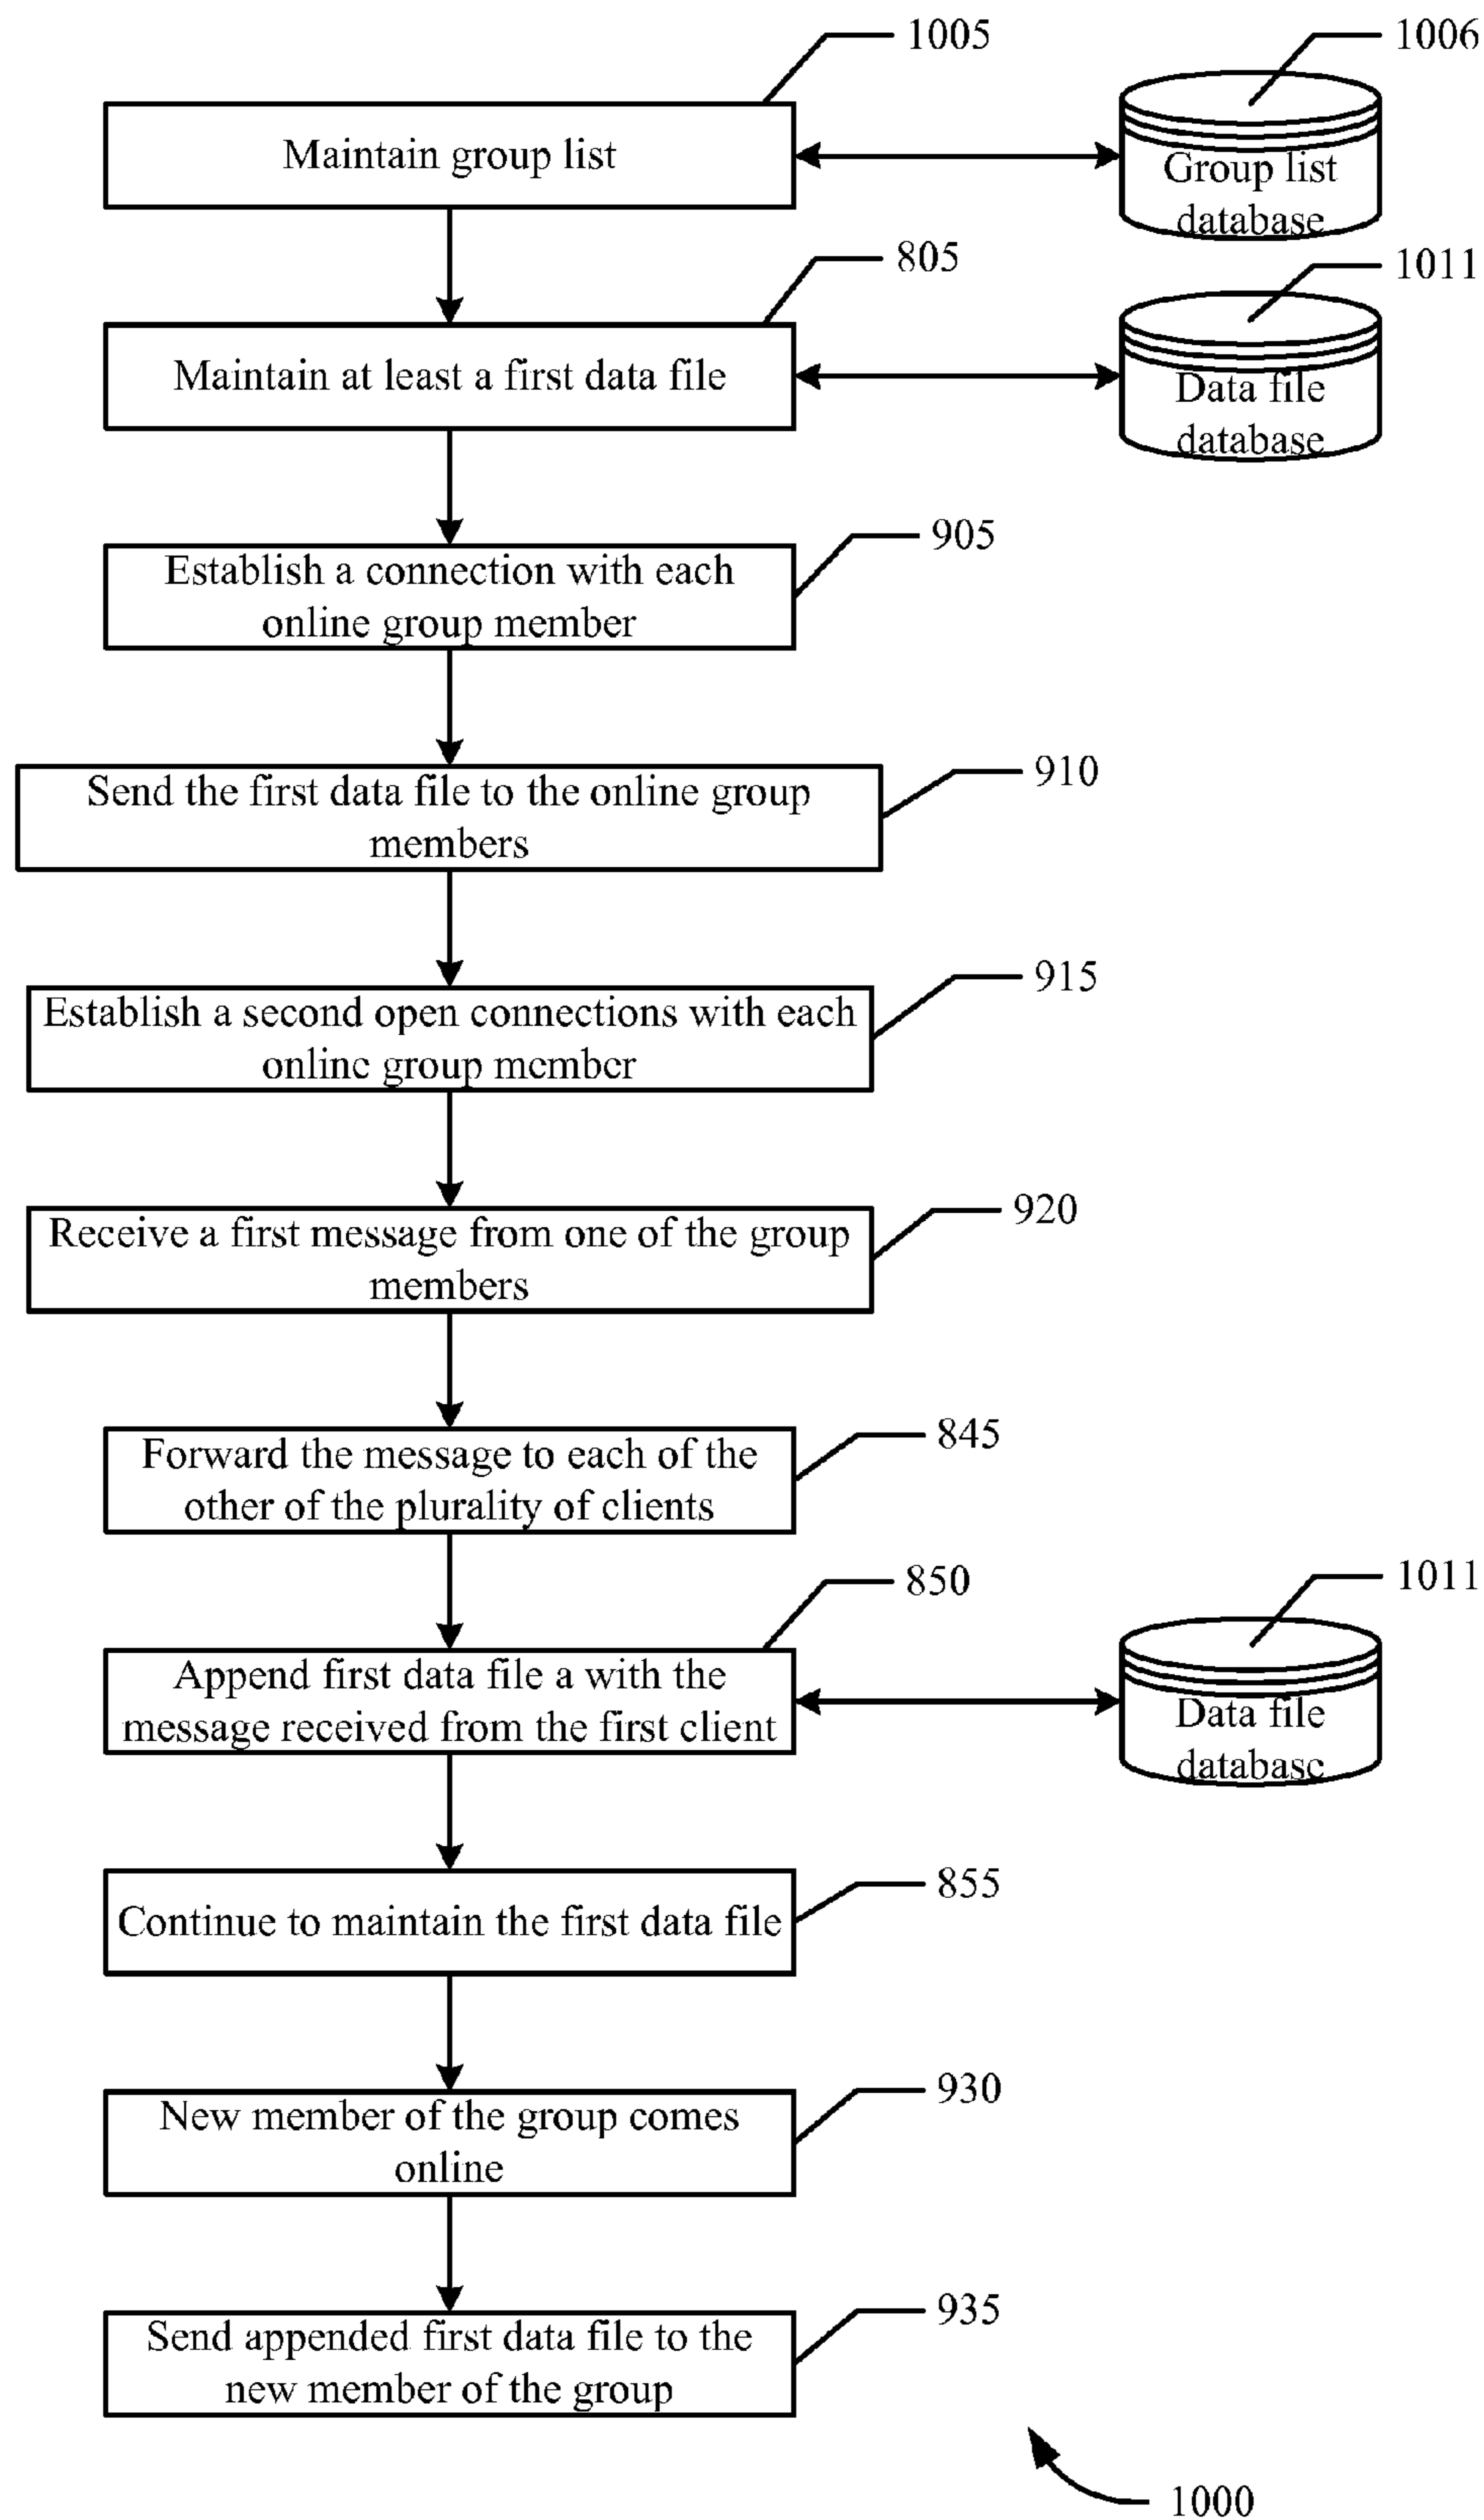 1005
1006
Maintain group list
Group list
database
805
1011
Maintain at least a first data file
Data file
database
905
Establish a connection with each
online group member
910
Send the first data file to the online group
members
915
Establish a second open connections with each
online group member
920
Receive a first message from one of the group
members
845
Forward the message to each of the
other of the plurality of clients
850
1011
Append first data file a with the
message received from the first client
Data file
database
855
Continue to maintain the first data file
930
New member of the group comes
online
935
Send appended first data file to the
new member of the group
1000